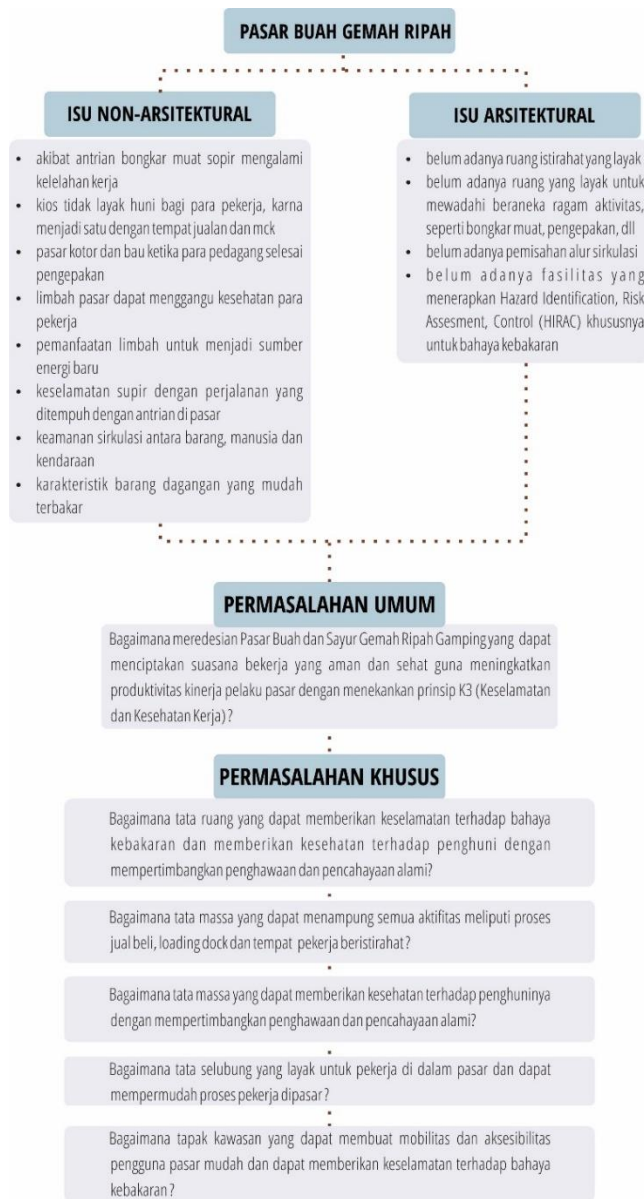 PASAR BUAH GEMAH RIPAH
ISU NON-ARSITEKTURAL
• akibat antrian bongkar muat sopir mengalami
kelelahan kerja
• kios tidak layak huni bagi para pekerja, karna
menjadi satu dengan tempat jualan dan mck
• pasar kotor dan bau ketika para pedagang selesai
pengepakan
• limbah pasar dapat menggangu kesehatan para
pekerja
• pemanfaatan limbah untuk menjadi sumber
energi baru
• keselamatan supir dengan perjalanan yang
ditempuh dengan antrian di pasar
• keamanan sirkulasi antara barang, manusia dan
kendaraan
• karakteristik barang dagangan yang mudah
terbakar
ISU ARSITEKTURAL
• belum adanya ruang istirahat yang layak
• belum adanya ruang yang layak untuk
mewadahi beraneka ragam aktivitas,
seperti bongkar muat, pengepakan, dll
• belum adanya pemisahan alur sirkulasi
• belum adanya fasilitas yang
menerapkan Hazard Identification, Risk
Assesment, Control (HIRAC) khususnya
untuk bahaya kebakaran
PERMASALAHAN UMUM
Bagaimana meredesian Pasar Buah dan Sayur Gemah Ripah Gamping yang dapat
menciptakan suasana bekerja yang aman dan sehat guna meningkatkan
produktivitas kinerja pelaku pasar dengan menekankan prinsip K3 (Keselamatan
dan Kesehatan Kerja)?
PERMASALAHAN KHUSUS
Bagaimana tata ruang yang dapat memberikan keselamatan terhadap bahaya
kebakaran dan memberikan kesehatan terhadap penghuni dengan
mempertimbangkan penghawaan dan pencahayaan alami?
Bagaimana tata massa yang dapat menampung semua aktifitas meliputi proses
jual beli, loading dock dan tempat pekerja beristirahat?
Bagaimana tata massa yang dapat memberikan kesehatan terhadap penghuninya
dengan mempertimbangkan penghawaan dan pencahayaan alami?
Bagaimana tata selubung yang layak untuk pekerja di dalam pasar dan dapat
mempermudah proses pekerja dipasar?
Bagaimana tapak kawasan yang dapat membuat mobilitas dan aksesibilitas
pengguna pasar mudah dan dapat memberikan keselamatan terhadap bahaya
kebakaran?